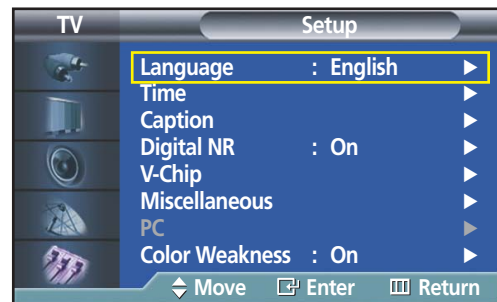 TV Setup
Language : English
Time
Caption
Digital NR : On
V-Chip
Miscellaneous
PC
Color Weakness : On
Move Enter Return